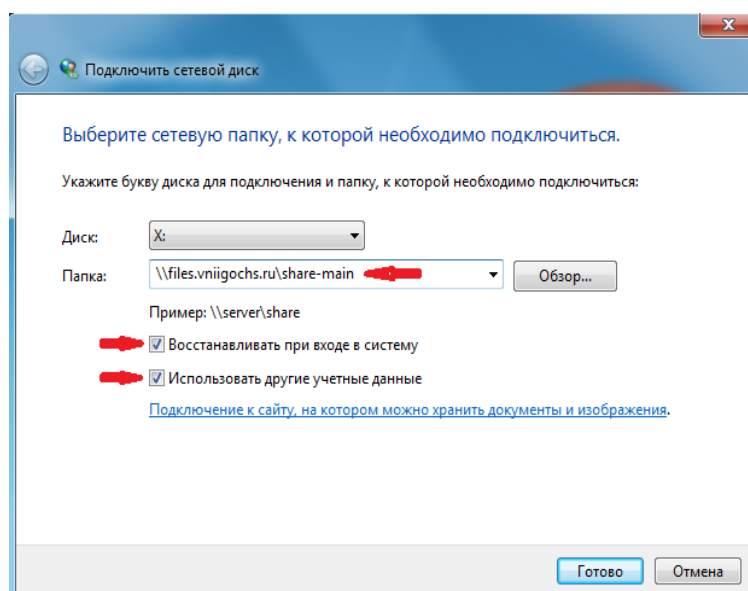 Подключить сетевой диск
Выберите сетевую папку, к которой необходимо подключиться.
Укажите букву диска для подключения и папку, к которой необходимо подключиться:
Диск: X:
Папка: \\files.vniigochs.ru\share-main Обзор...
Пример: \\server\share
Восстанавливать при входе в систему
Использовать другие учетные данные
Подключение к сайту, на котором можно хранить документы и изображения.
Готово Отмена